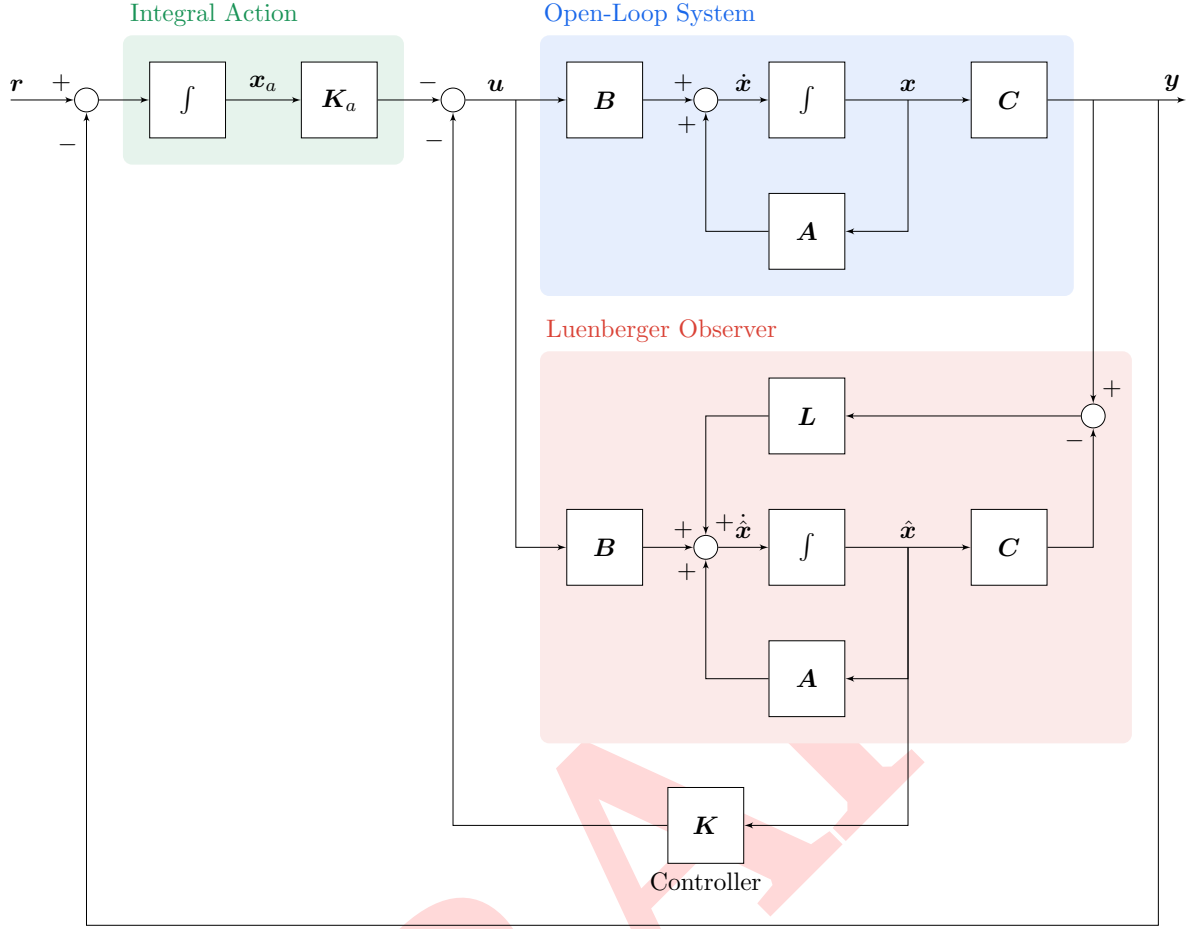 Integral Action
Open-Loop System
r
+
−
∫
x_a
K_a
−
−
u
B
+
+
ẋ
∫
x
C
y
A
Luenberger Observer
L
+
−
B
+
+
+
x̂̇
∫
x̂
C
A
K
Controller